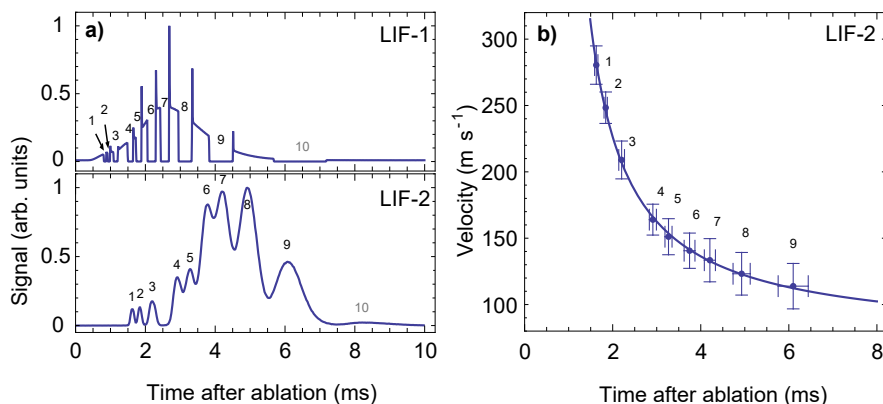 a) LIF-1
Signal (arb. units)
1
0.5
0
1 2 3 4 5 6 7 8 9 10
LIF-2
1
0.5
0
1 2 3 4 5 6 7 8 9 10
0 2 4 6 8 10
Time after ablation (ms)
b) LIF-2
Velocity (m s⁻¹)
300
250
200
150
100
1
2
3
4 5 6 7 8 9
0 2 4 6 8
Time after ablation (ms)